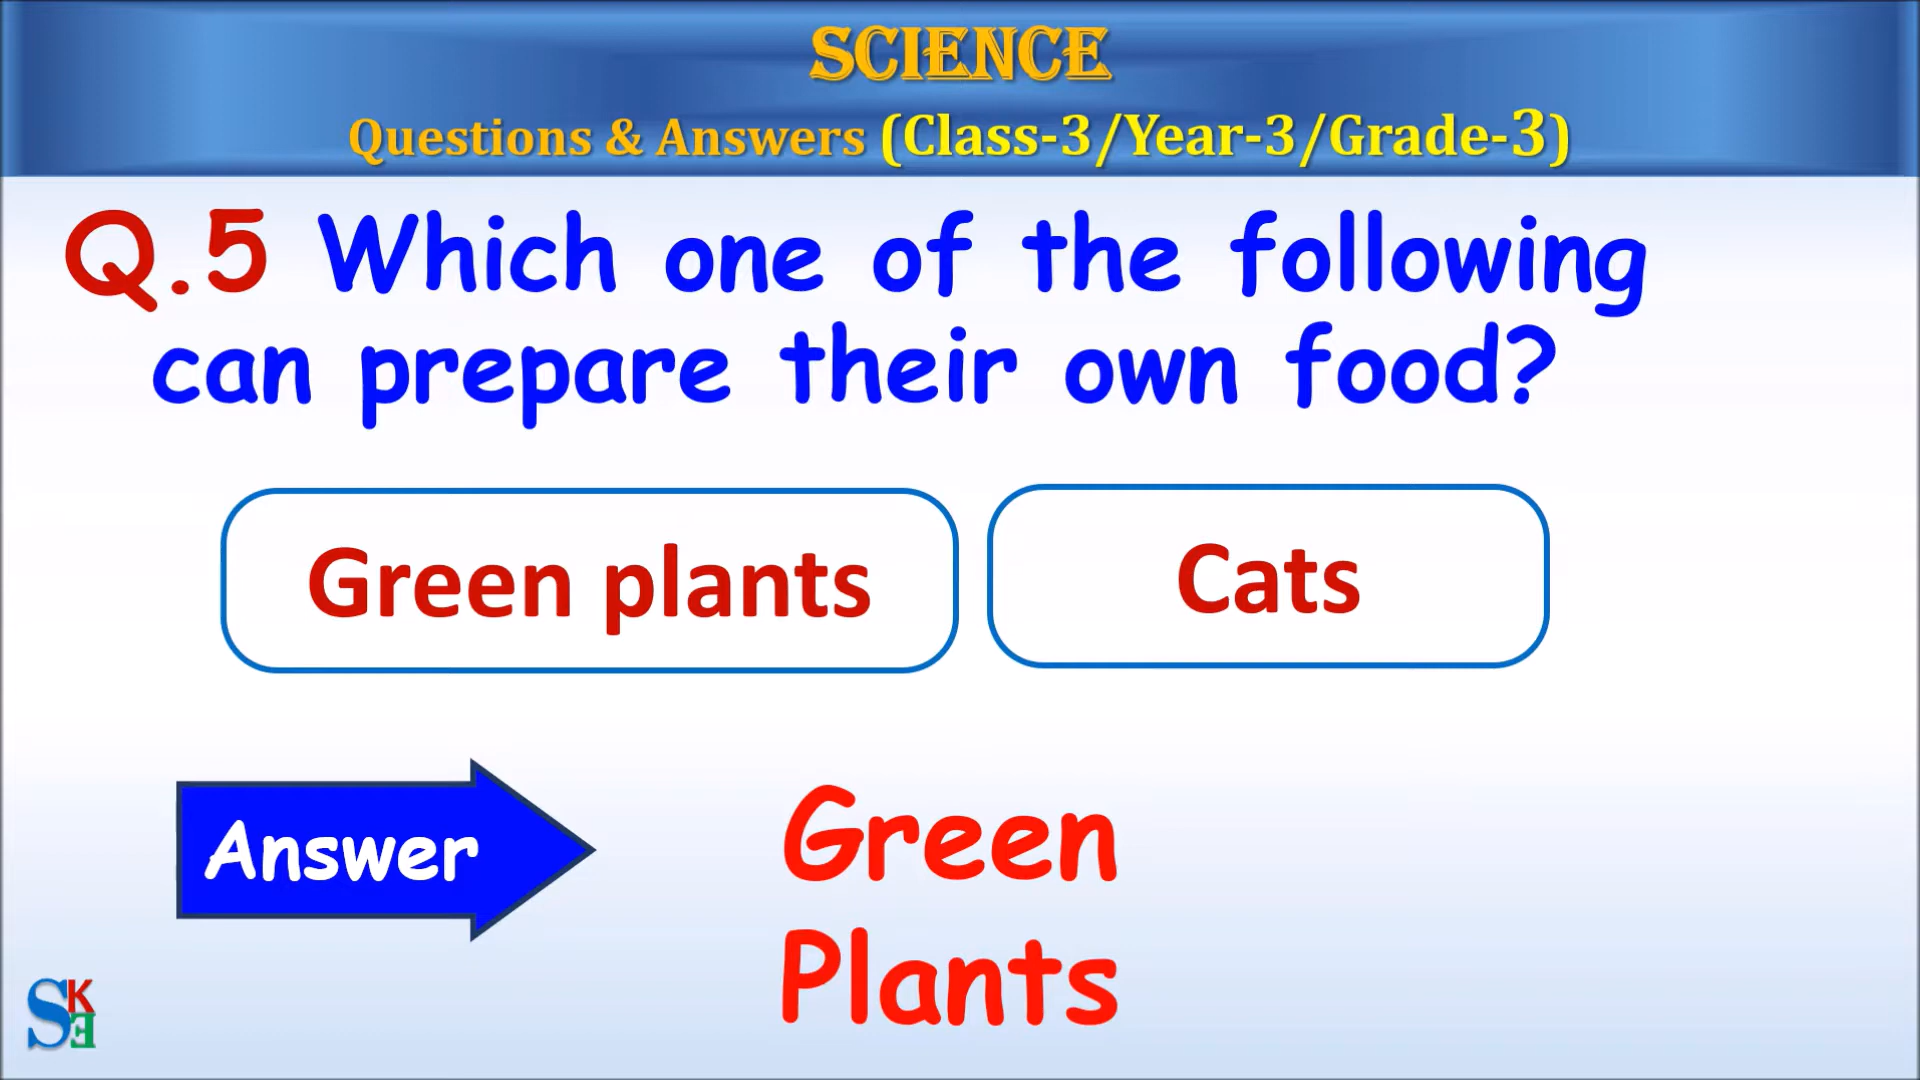 SCIENCE
Questions & Answers (Class-3/Year-3/Grade-3)
Q.5 Which one of the following
can prepare their own food?
Green plants
Cats
Answer
Green
Plants
SKE